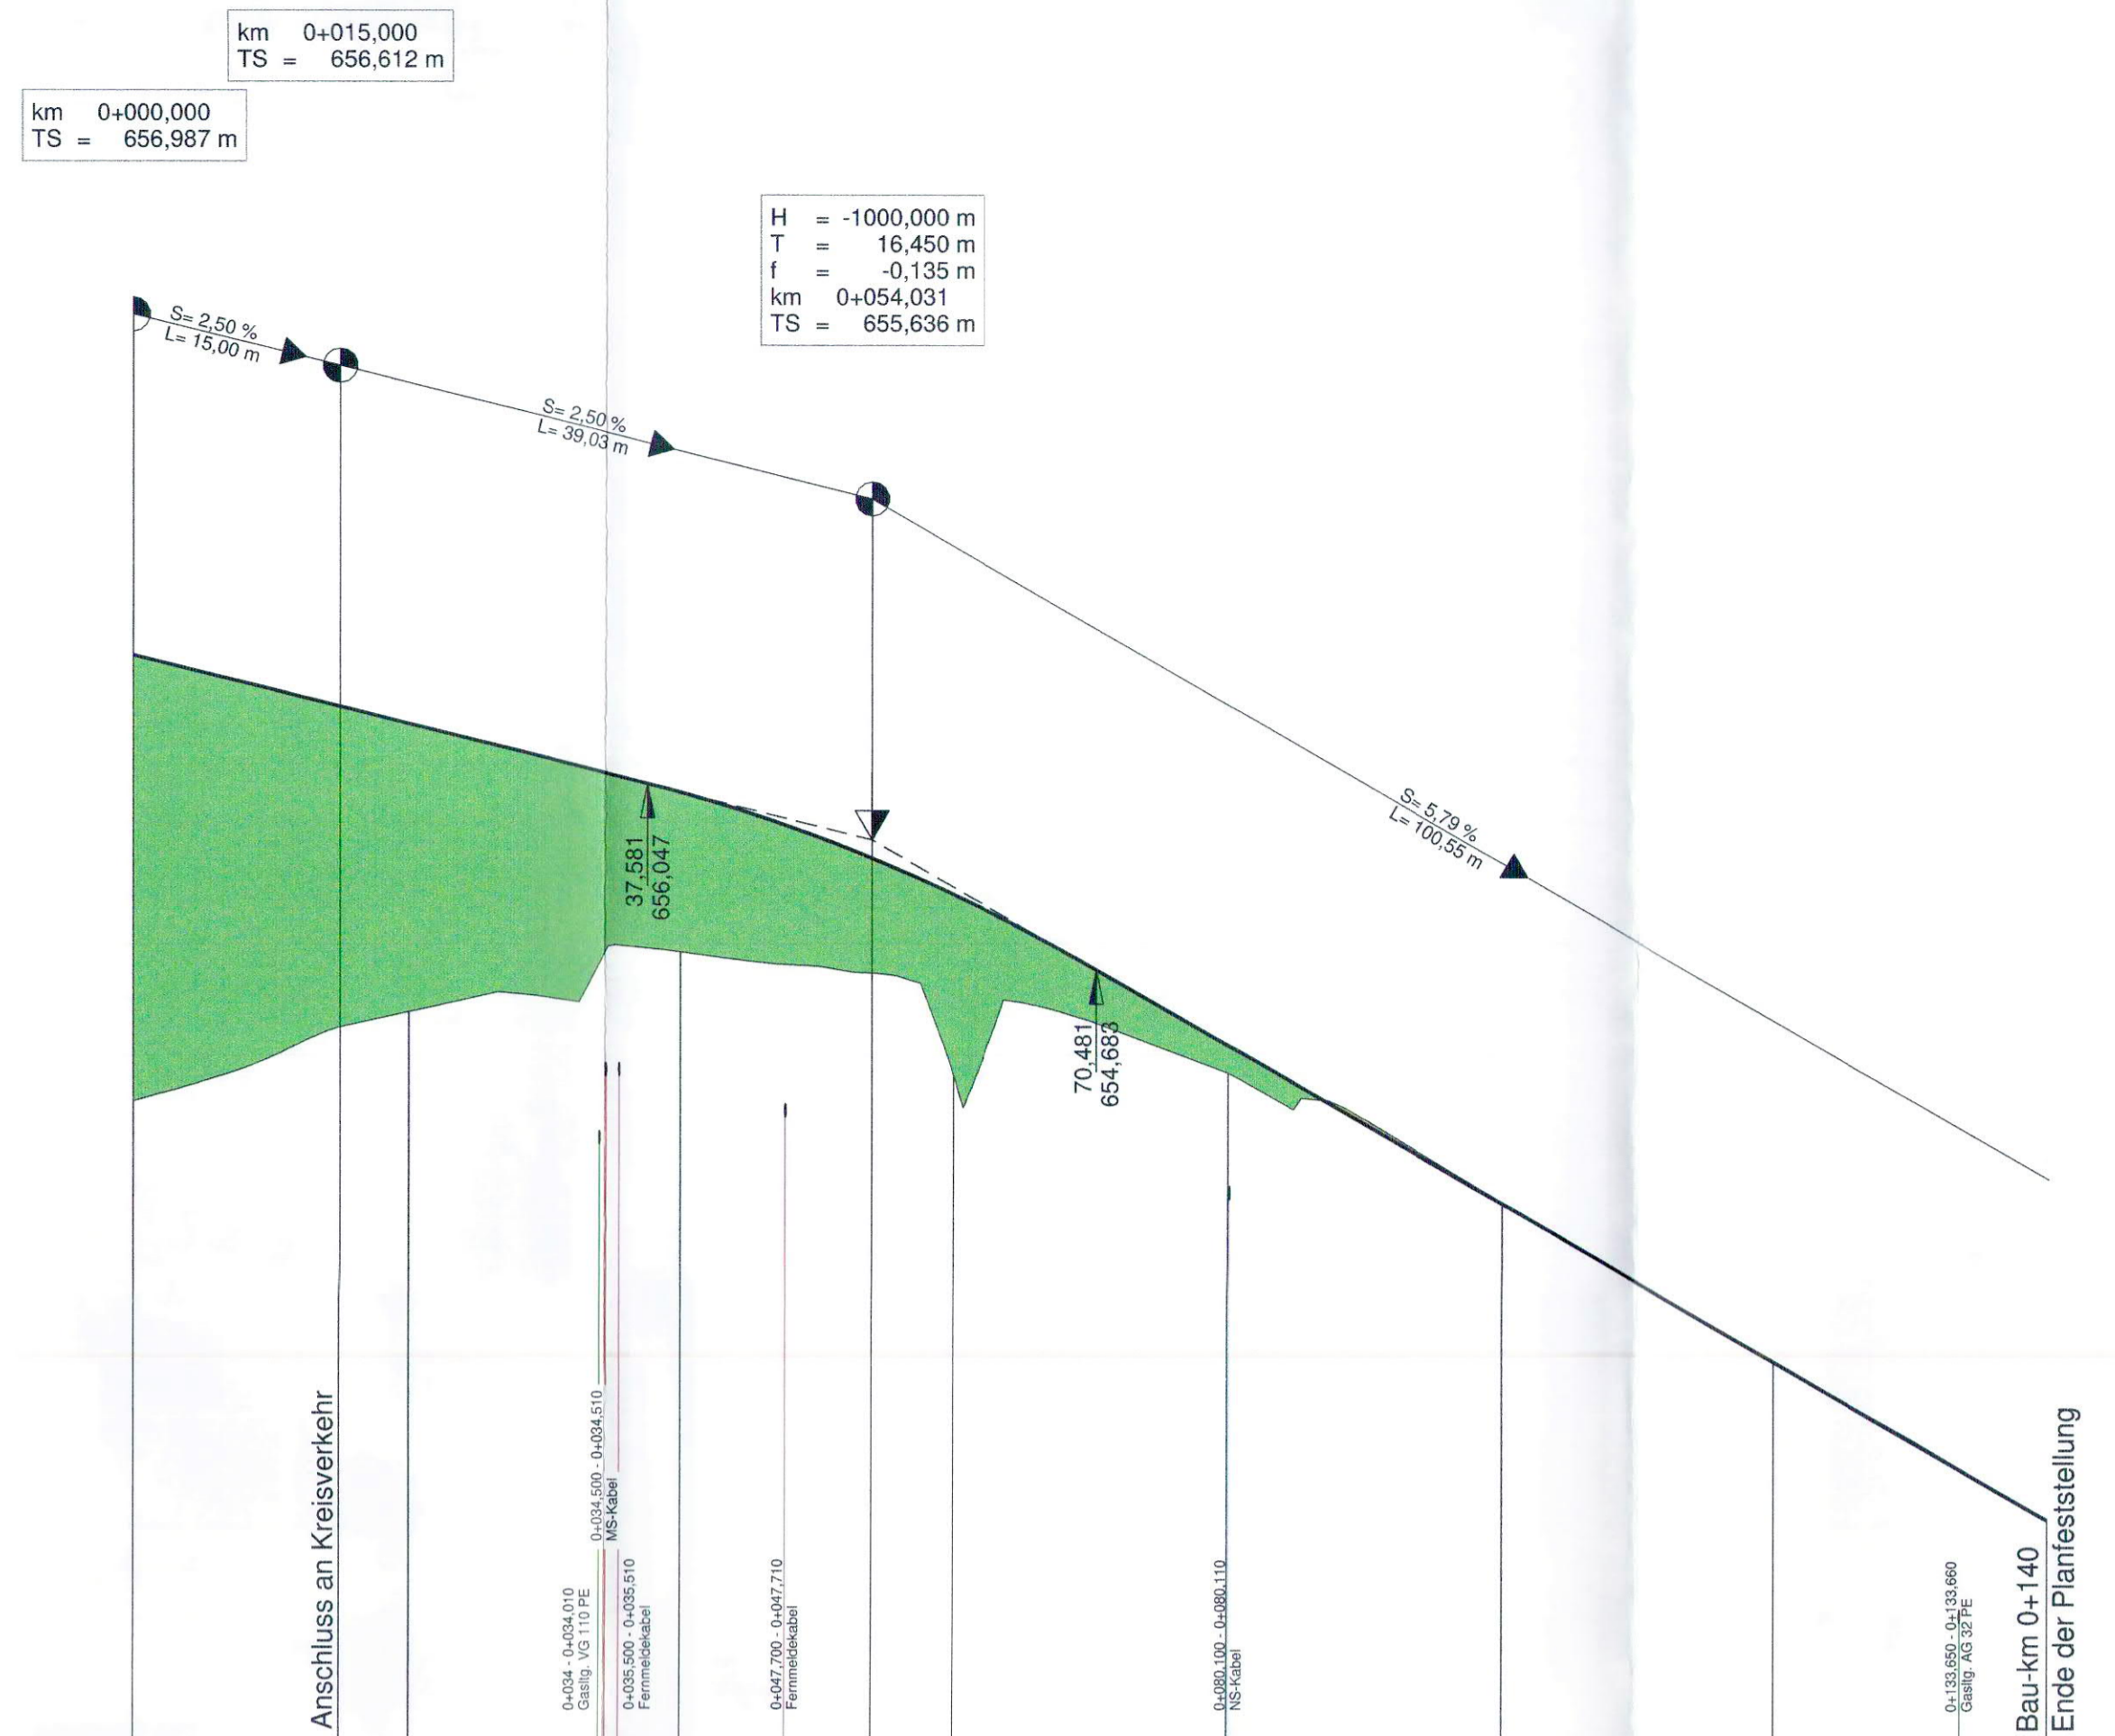 km 0+015,000
TS = 656,612 m
km 0+000,000
TS = 656,987 m
H = -1000,000 m
T = 16,450 m
f = -0,135 m
km 0+054,031
TS = 655,636 m
S= 2,50 %
L= 15,00 m
S= 2,50 %
L= 39,03 m
S= 5,79 %
L= 100,55 m
37,581
656,047
70,481
654,683
Anschluss an Kreisverkehr
0+034 - 0+034,010
Gasltg. VG 110 PE
0+034,500 - 0+034,510
MS-Kabel
0+035,500 - 0+035,510
Fernmeldekabel
0+047,700 - 0+047,710
Fernmeldekabel
0+080,100 - 0+080,110
NS-Kabel
0+133,650 - 0+133,660
Gasltg. AG 32 PE
Bau-km 0+140
Ende der Planfeststellung